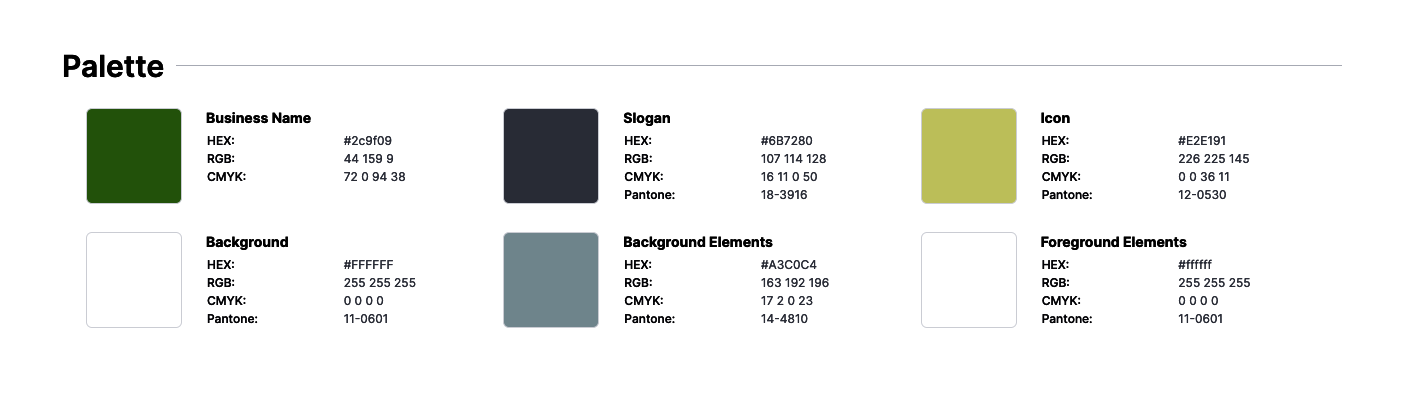 Palette
Business Name
HEX: #2c9f09
RGB: 44 159 9
CMYK: 72 0 94 38
Slogan
HEX: #6B7280
RGB: 107 114 128
CMYK: 16 11 0 50
Pantone: 18-3916
Icon
HEX: #E2E191
RGB: 226 225 145
CMYK: 0 0 36 11
Pantone: 12-0530
Background
HEX: #FFFFFF
RGB: 255 255 255
CMYK: 0 0 0 0
Pantone: 11-0601
Background Elements
HEX: #A3C0C4
RGB: 163 192 196
CMYK: 17 2 0 23
Pantone: 14-4810
Foreground Elements
HEX: #ffffff
RGB: 255 255 255
CMYK: 0 0 0 0
Pantone: 11-0601